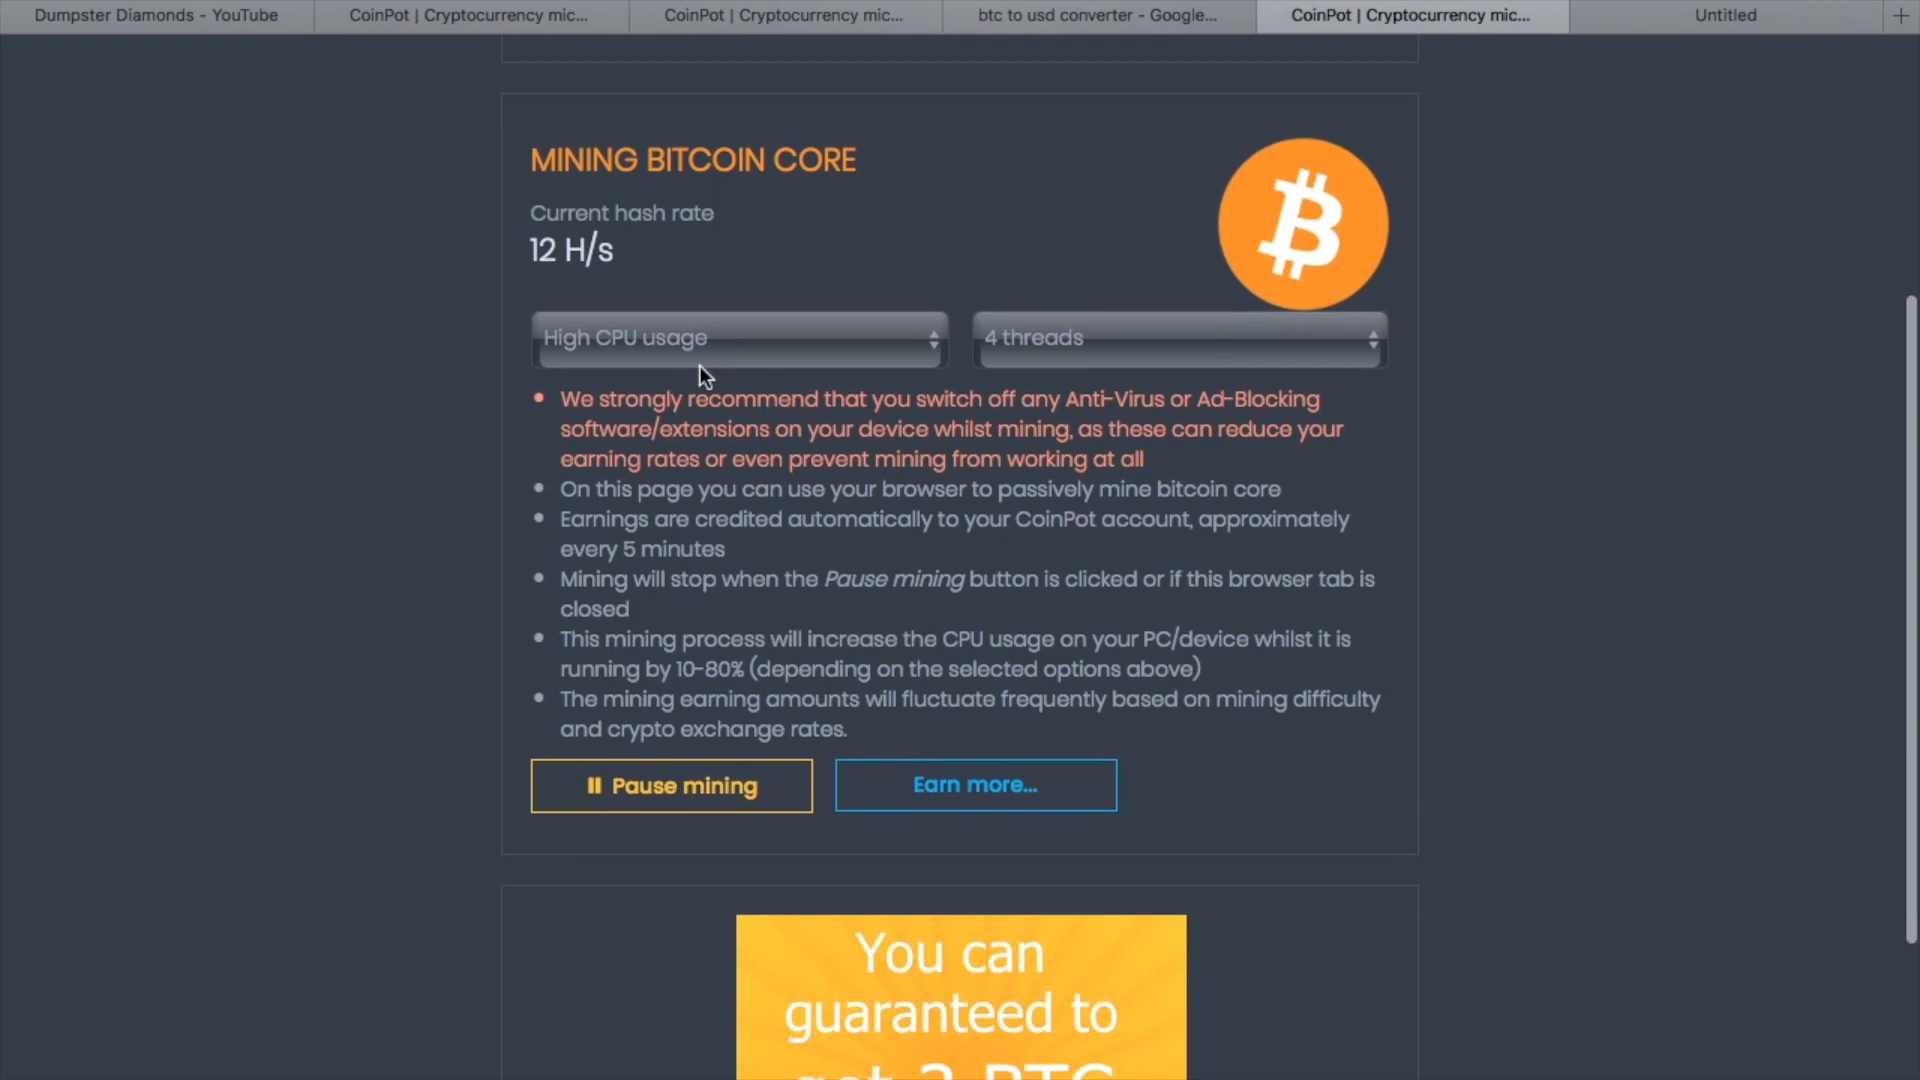 Dumpster Diamonds - YouTube
CoinPot | Cryptocurrency mic...
CoinPot | Cryptocurrency mic...
btc to usd converter - Google...
CoinPot | Cryptocurrency mic...
Untitled
MINING BITCOIN CORE
Current hash rate
12 H/s
High CPU usage
4 threads
We strongly recommend that you switch off any Anti-Virus or Ad-Blocking
software/extensions on your device whilst mining, as these can reduce your
earning rates or even prevent mining from working at all
On this page you can use your browser to passively mine bitcoin core
Earnings are credited automatically to your CoinPot account, approximately
every 5 minutes
Mining will stop when the Pause mining button is clicked or if this browser tab is
closed
This mining process will increase the CPU usage on your PC/device whilst it is
running by 10-80% (depending on the selected options above)
The mining earning amounts will fluctuate frequently based on mining difficulty
and crypto exchange rates.
Pause mining
Earn more...
You can
guaranteed to
get 3 BTC